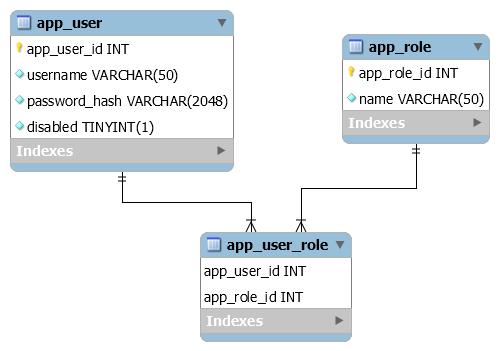 app_user
app_user_id INT
username VARCHAR(50)
password_hash VARCHAR(2048)
disabled TINYINT(1)
Indexes
app_role
app_role_id INT
name VARCHAR(50)
Indexes
app_user_role
app_user_id INT
app_role_id INT
Indexes